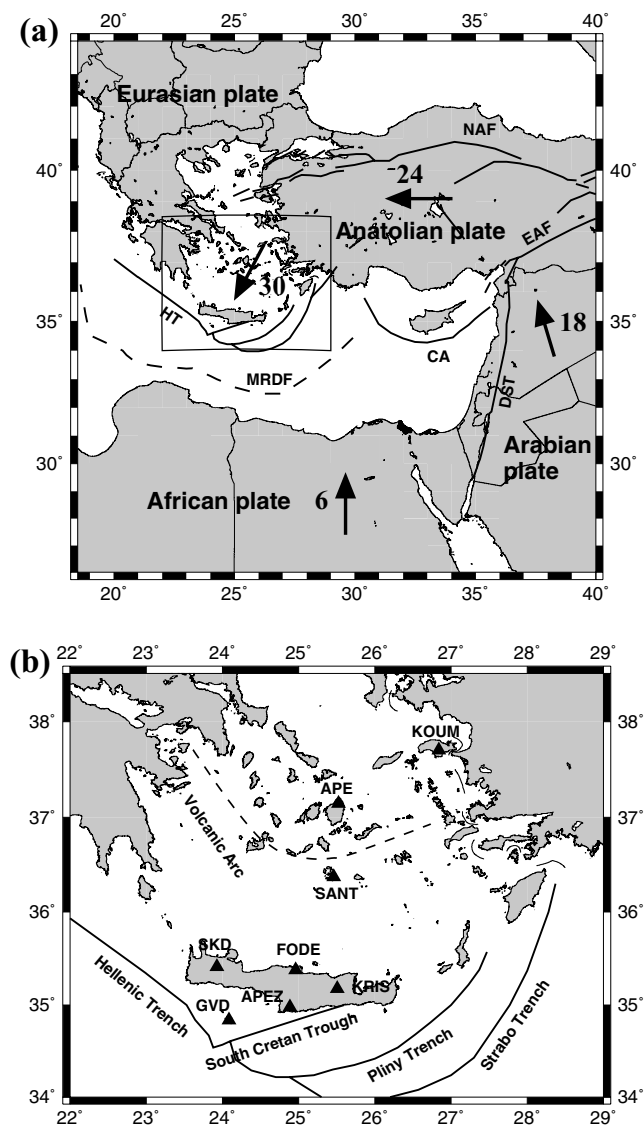 (a)
20° 25° 30° 35° 40°
Eurasian plate
NAF
40° 40°
24
Anatolian plate
EAF
30
HT
35° 35°
18
CA
MRDF
DST
Arabian
plate
30° 30°
African plate
6
20° 25° 30° 35° 40°
(b)
22° 23° 24° 25° 26° 27° 28° 29°
38° 38°
KOUM
APE
37° 37°
Volcanic Arc
SANT
36° 36°
SKD
FODE
Hellenic Trench
APEZ
KRIS
GVD
35° 35°
South Cretan Trough
Pliny Trench
Strabo Trench
34° 34°
22° 23° 24° 25° 26° 27° 28° 29°